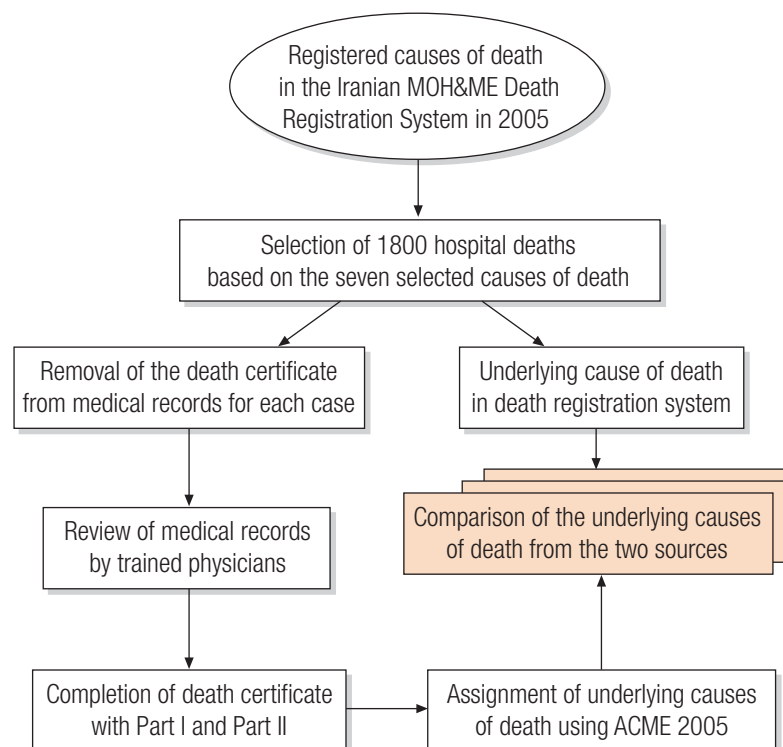 Registered causes of death
in the Iranian MOH&ME Death
Registration System in 2005
Selection of 1800 hospital deaths
based on the seven selected causes of death
Removal of the death certificate
from medical records for each case
Underlying cause of death
in death registration system
Review of medical records
by trained physicians
Comparison of the underlying causes
of death from the two sources
Completion of death certificate
with Part I and Part II
Assignment of underlying causes
of death using ACME 2005